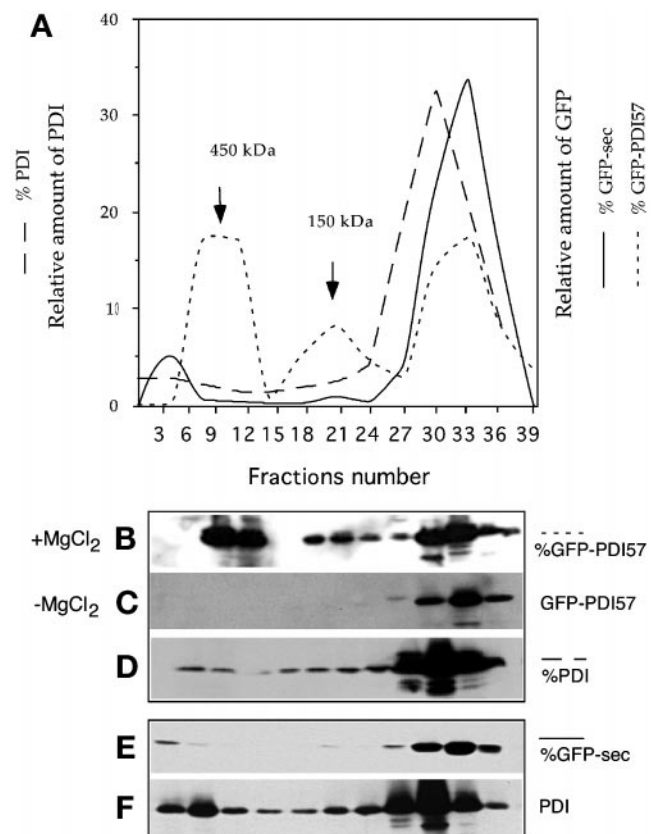 A
40
30
20
10
0
450 kDa
150 kDa
% PDI
Relative amount of PDI
Relative amount of GFP
% GFP-sec
% GFP-PDI57
3 6 9 12 15 18 21 24 27 30 33 36 39
Fractions number
+MgCl2 B %GFP-PDI57
-MgCl2 C GFP-PDI57
D %PDI
E %GFP-sec
F PDI